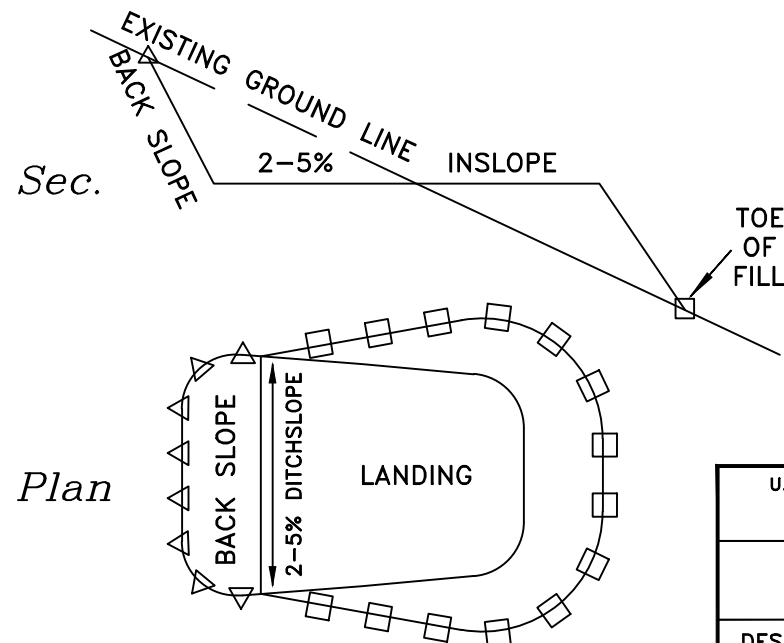 EXISTING GROUND LINE
BACK SLOPE
2-5% INSLOPE
Sec.
TOE
OF
FILL
BACK SLOPE
2-5% DITCHSLOPE
LANDING
Plan
U.
DES